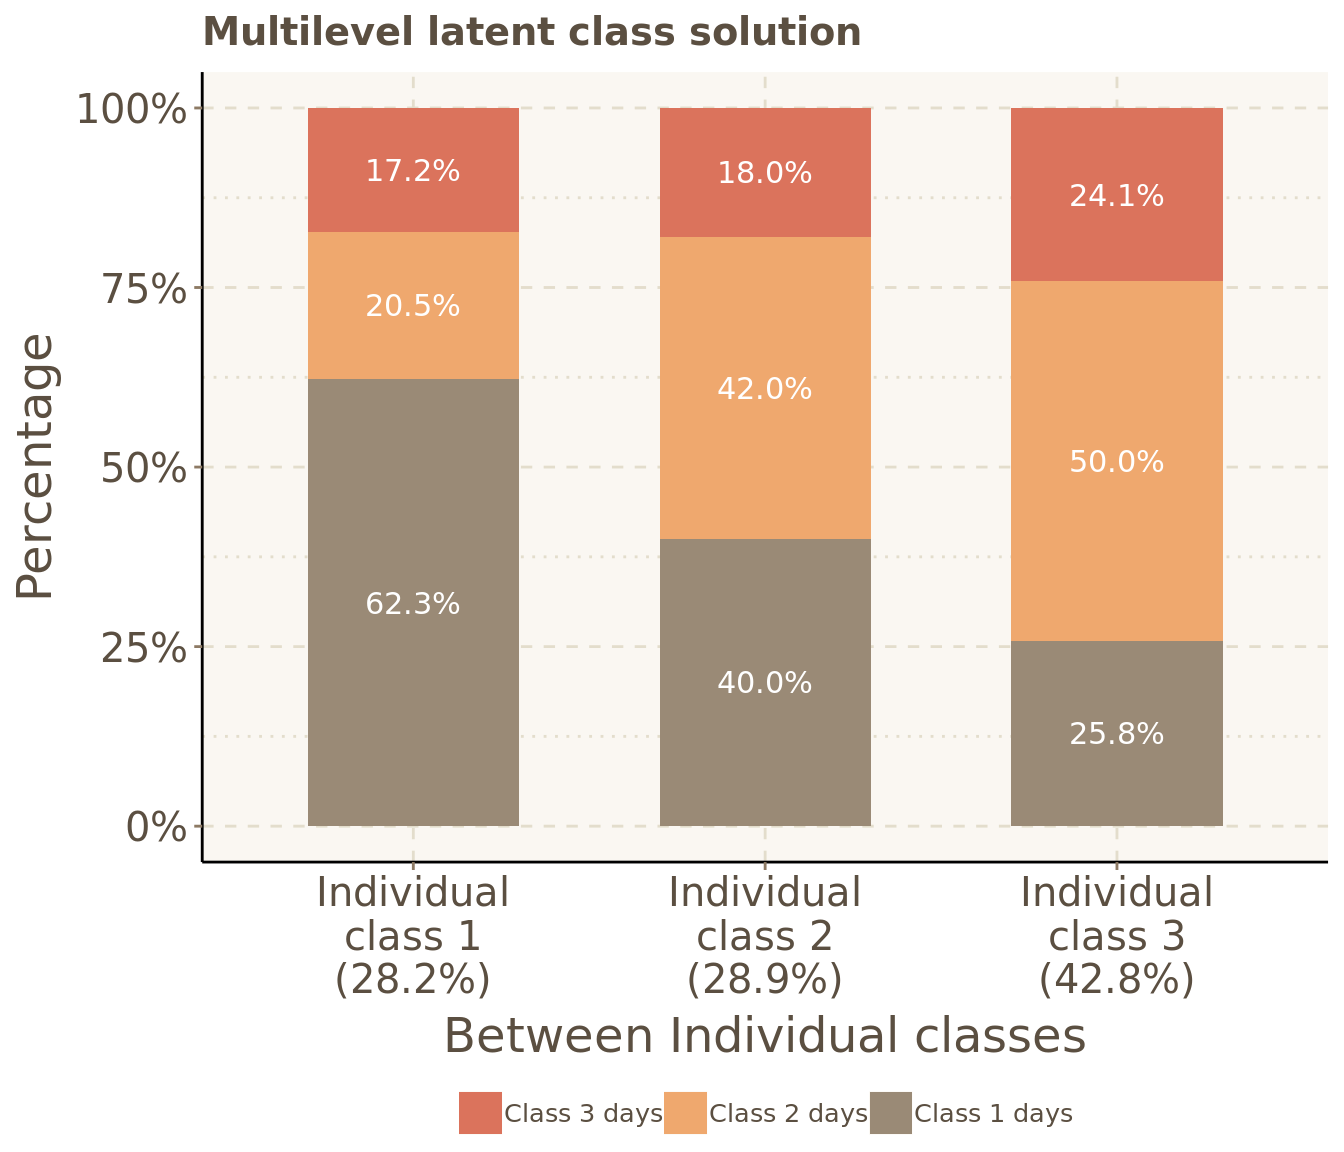 Multilevel latent class solution
Percentage
100%
75%
50%
25%
0%
17.2%
20.5%
62.3%
18.0%
42.0%
40.0%
24.1%
50.0%
25.8%
Individual
class 1
(28.2%)
Individual
class 2
(28.9%)
Individual
class 3
(42.8%)
Between Individual classes
Class 3 days
Class 2 days
Class 1 days